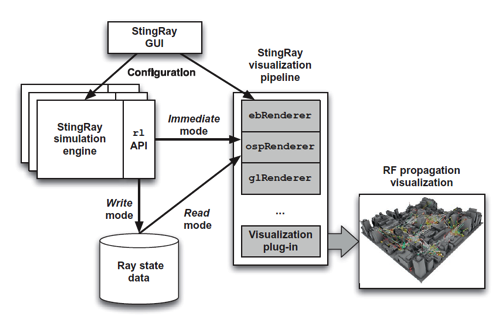 StingRay
GUI
StingRay
visualization
pipeline
Configuration
StingRay
simulation
engine
rl
API
Immediate
mode
ebRenderer
ospRenderer
glRenderer
...
Visualization
plug-in
RF propagation
visualization
Write
mode
Read
mode
Ray state
data